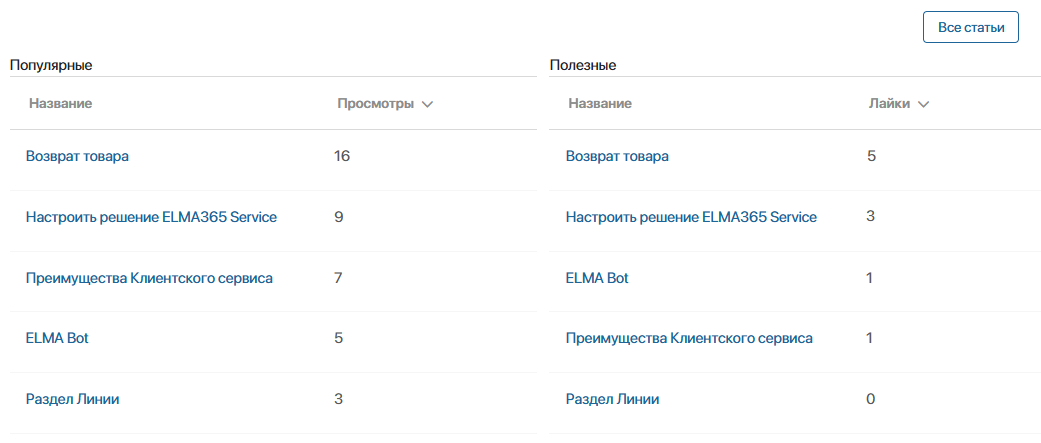 Все статьи
Популярные
Название Просмотры
Возврат товара 16
Настроить решение ELMA365 Service 9
Преимущества Клиентского сервиса 7
ELMA Bot 5
Раздел Линии 3
Полезные
Название Лайки
Возврат товара 5
Настроить решение ELMA365 Service 3
ELMA Bot 1
Преимущества Клиентского сервиса 1
Раздел Линии 0